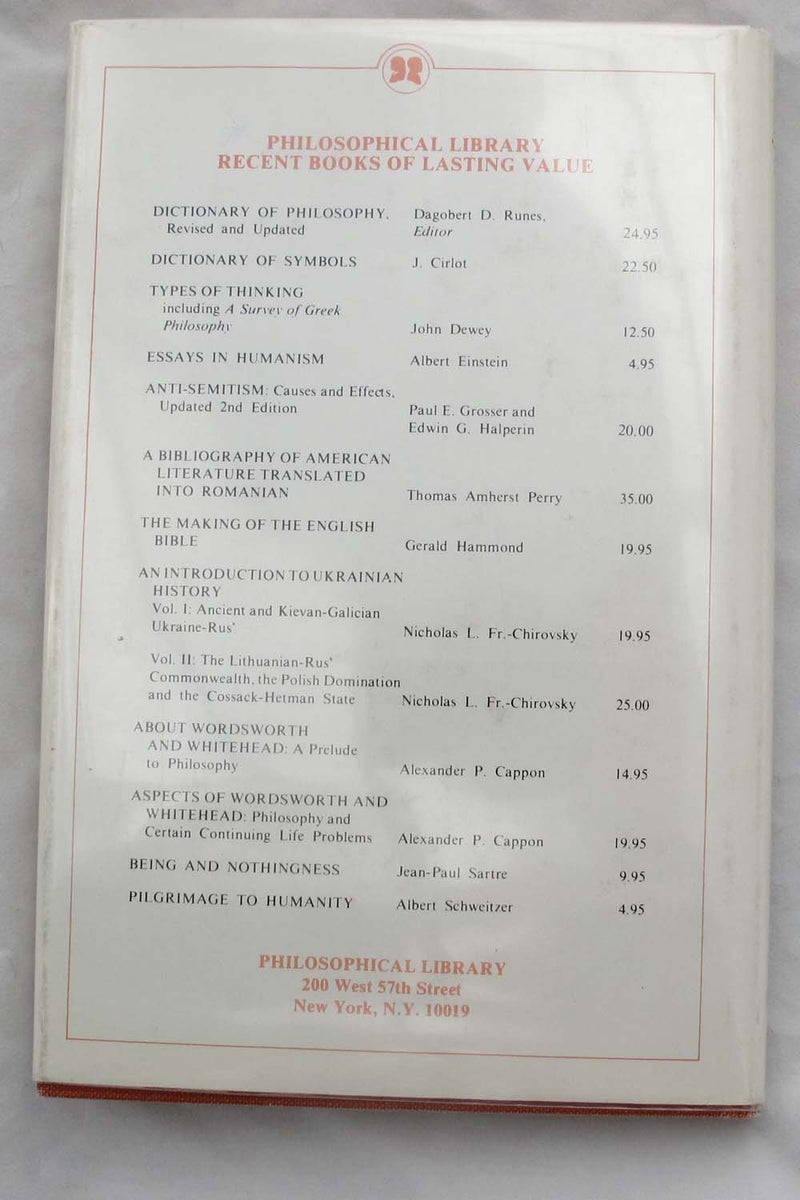 PHILOSOPHICAL LIBRARY
RECENT BOOKS OF LASTING VALUE
DICTIONARY OF PHILOSOPHY, Dagobert D. Runes,
Revised and Updated Editor 24.95
DICTIONARY OF SYMBOLS J. Cirlot 22.50
TYPES OF THINKING
including A Survey of Greek
Philosophy John Dewey 12.50
ESSAYS IN HUMANISM Albert Einstein 4.95
ANTI-SEMITISM: Causes and Effects,
Updated 2nd Edition Paul E. Grosser and
Edwin G. Halperin 20.00
A BIBLIOGRAPHY OF AMERICAN
LITERATURE TRANSLATED
INTO ROMANIAN Thomas Amherst Perry 35.00
THE MAKING OF THE ENGLISH
BIBLE Gerald Hammond 19.95
AN INTRODUCTION TO UKRAINIAN
HISTORY
Vol. I: Ancient and Kievan-Galician
Ukraine-Rus' Nicholas L. Fr.-Chirovsky 19.95
Vol. II: The Lithuanian-Rus'
Commonwealth, the Polish Domination
and the Cossack-Hetman State Nicholas L. Fr.-Chirovsky 25.00
ABOUT WORDSWORTH
AND WHITEHEAD: A Prelude
to Philosophy Alexander P. Cappon 14.95
ASPECTS OF WORDSWORTH AND
WHITEHEAD: Philosophy and
Certain Continuing Life Problems Alexander P. Cappon 19.95
BEING AND NOTHINGNESS Jean-Paul Sartre 9.95
PILGRIMAGE TO HUMANITY Albert Schweitzer 4.95
PHILOSOPHICAL LIBRARY
200 West 57th Street
New York, N.Y. 10019